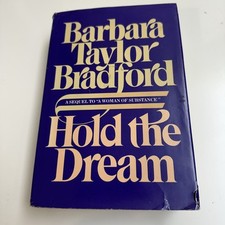 Barbara
Taylor
Bradford
A SEQUEL TO "A WOMAN OF SUBSTANCE"
Hold the
Dream